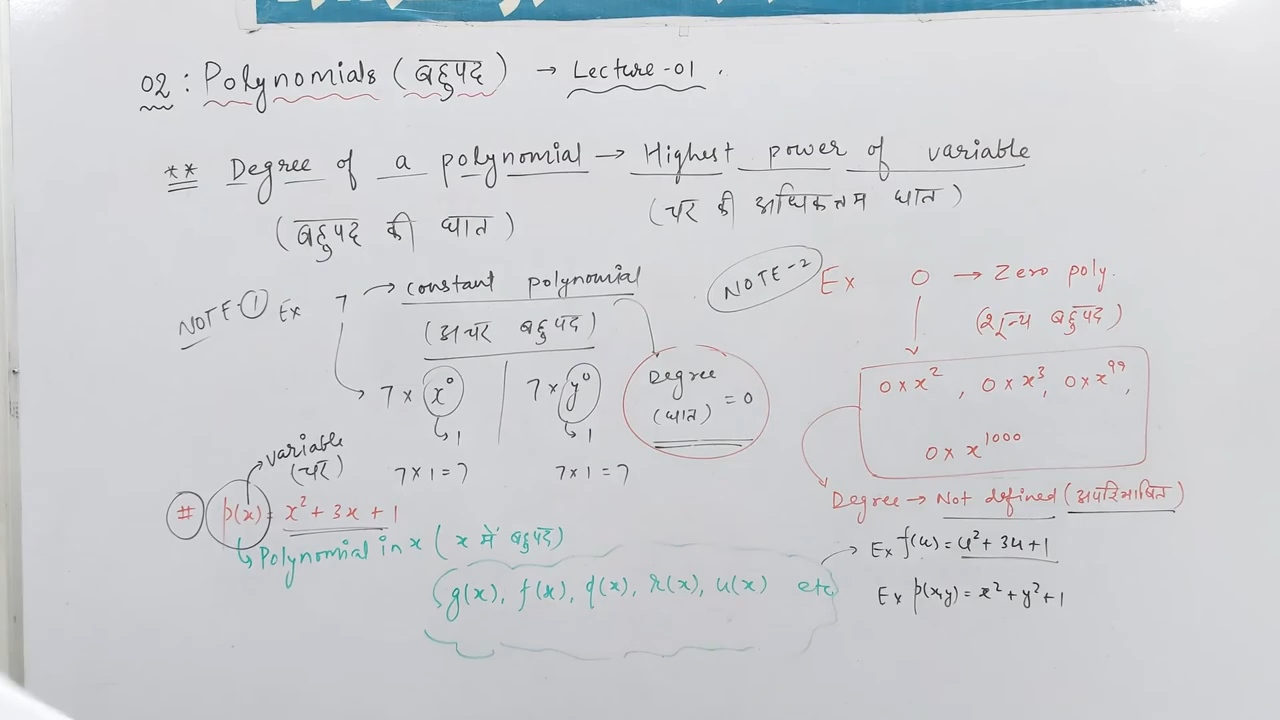 02 : Polynomials (बहुपद) → Lecture-01.
** Degree of a polynomial → Highest power of variable
(बहुपद की घात)
(चर की अधिकतम घात)
NOTE-① Ex 7 → constant polynomial
(अचर बहुपद)
7 × x⁰
↳ 1
7 × 1 = 7
7 × y⁰
↳ 1
7 × 1 = 7
Degree
(घात) = 0
NOTE-2 Ex 0 → Zero poly.
(शून्य बहुपद)
0 × x², 0 × x³, 0 × x⁹⁹,
0 × x¹⁰⁰⁰
Degree → Not defined (अपरिभाषित)
variable
(चर)
# p(x) = x² + 3x + 1
↳ Polynomial in x (x में बहुपद)
g(x), f(x), q(x), r(x), u(x) etc
→ Ex f(u) = u² + 3u + 1
Ex p(x,y) = x² + y² + 1